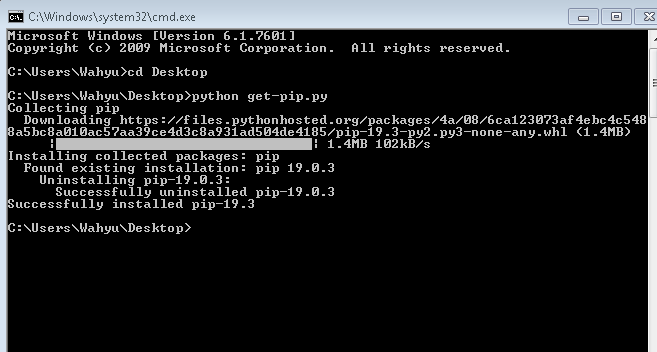 C:\Windows\system32\cmd.exe
Microsoft Windows [Version 6.1.7601]
Copyright (c) 2009 Microsoft Corporation.  All rights reserved.
C:\Users\Wahyu>cd Desktop
C:\Users\Wahyu\Desktop>python get-pip.py
Collecting pip
  Downloading https://files.pythonhosted.org/packages/4a/08/6ca123073af4ebc4c548
8a5bc8a010ac57aa39ce4d3c8a931ad504de4185/pip-19.3-py2.py3-none-any.whl (1.4MB)
1.4MB 102kB/s
Installing collected packages: pip
  Found existing installation: pip 19.0.3
    Uninstalling pip-19.0.3:
      Successfully uninstalled pip-19.0.3
Successfully installed pip-19.3
C:\Users\Wahyu\Desktop>